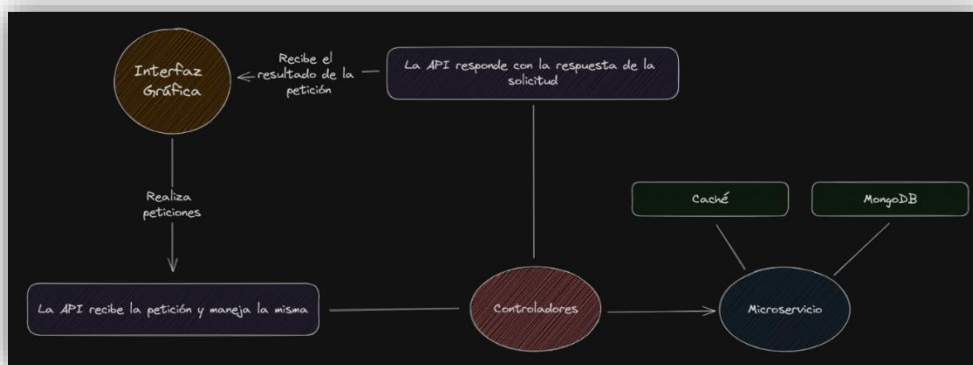 Interfaz
Gráfica
Recibe el
resultado de la
petición
La API responde con la respuesta de la
solicitud
Realiza
peticiones
Caché
MongoDB
La API recibe la petición y maneja la misma
Controladores
Microservicio